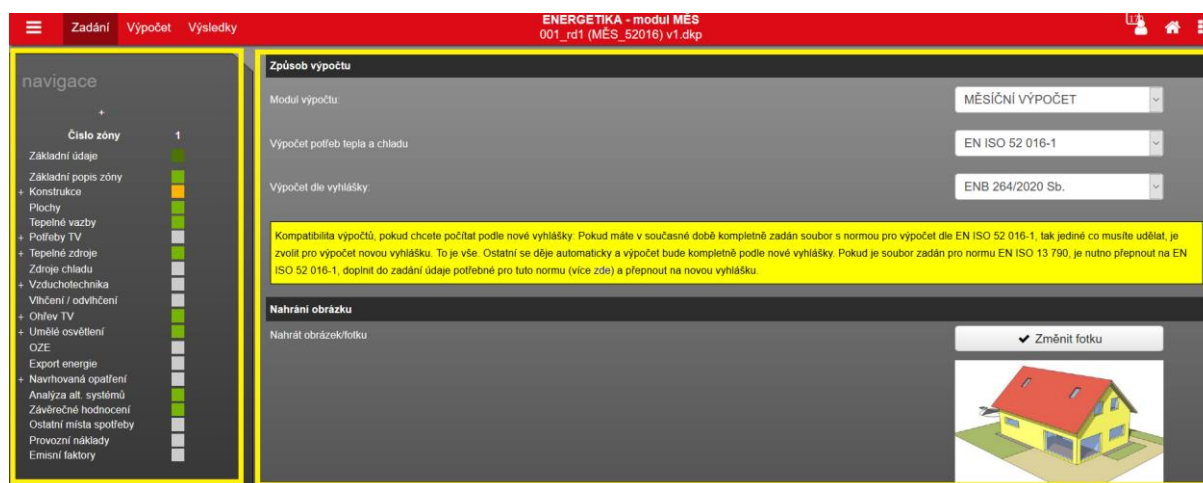 Zadání Výpočet Výsledky
ENERGETIKA - modul MĚS
001_rd1 (MĚS_52016) v1.dkp
navigace
+
Číslo zóny 1
Základní údaje
Základní popis zóny
+ Konstrukce
Plochy
Tepelné vazby
+ Potřeby TV
+ Tepelné zdroje
Zdroje chladu
+ Vzduchotechnika
Vlhčení / odvlhčení
+ Ohřev TV
+ Umělé osvětlení
OZE
Export energie
+ Navrhovaná opatření
Analýza alt. systémů
Závěrečné hodnocení
Ostatní místa spotřeby
Provozní náklady
Emisní faktory
Způsob výpočtu
Modul výpočtu: MĚSÍČNÍ VÝPOČET
Výpočet potřeb tepla a chladu EN ISO 52 016-1
Výpočet dle vyhlášky: ENB 264/2020 Sb.
Kompatibilita výpočtů, pokud chcete počítat podle nové vyhlášky: Pokud máte v současné době kompletně zadán soubor s normou pro výpočet dle EN ISO 52 016-1, tak jediné co musíte udělat, je
zvolit pro výpočet novou vyhlášku. To je vše. Ostatní se děje automaticky a výpočet bude kompletně podle nové vyhlášky. Pokud je soubor zadán pro normu EN ISO 13 790, je nutno přepnout na EN
ISO 52 016-1, doplnit do zadání údaje potřebné pro tuto normu (více zde) a přepnout na novou vyhlášku.
Nahrání obrázku
Nahrát obrázek/fotku Změnit fotku